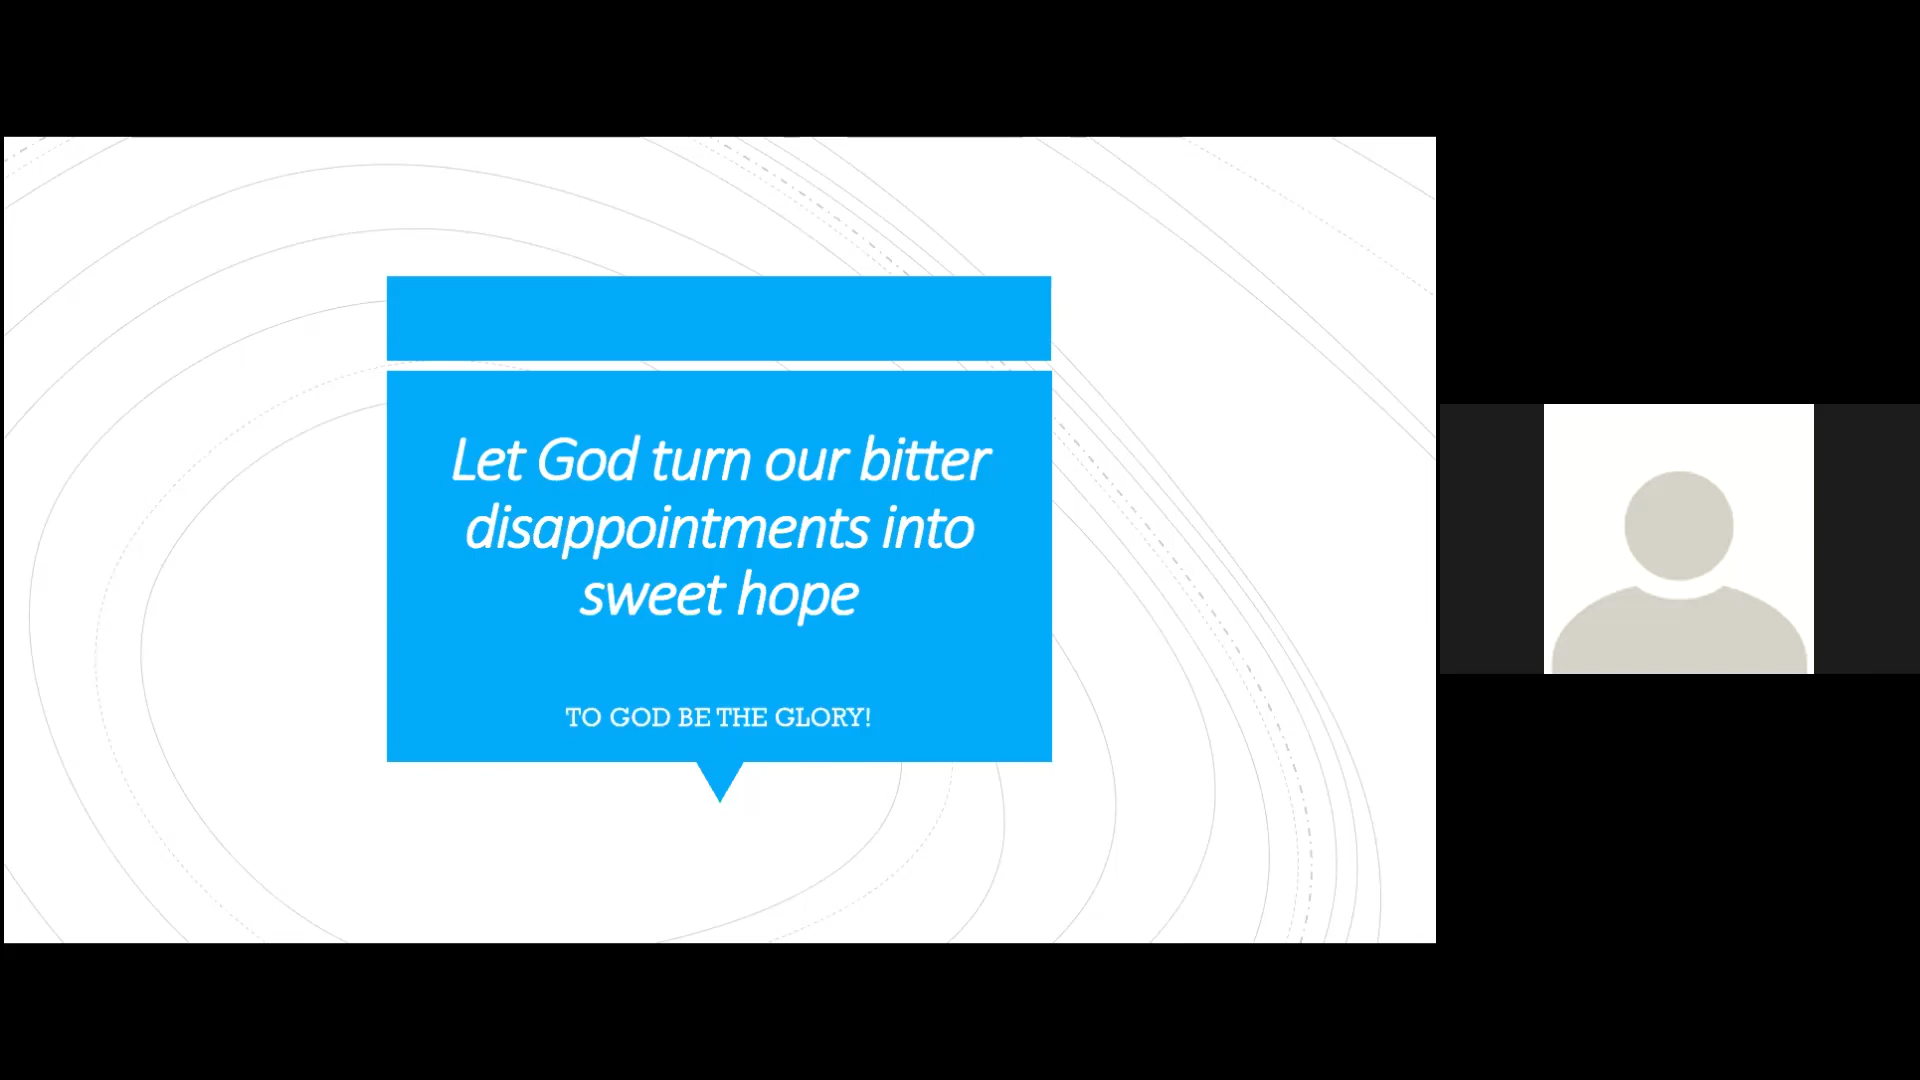 Let God turn our bitter
disappointments into
sweet hope
TO GOD BE THE GLORY!